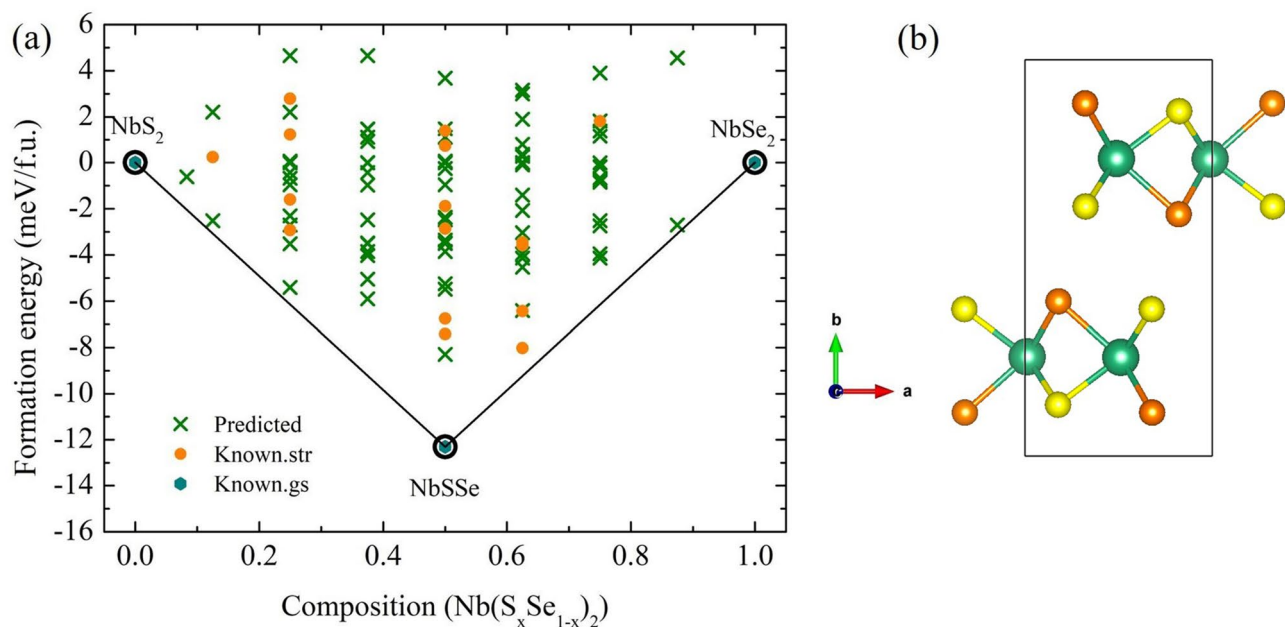 (a)
(b)
Formation energy (meV/f.u.)
6
4
2
0
-2
-4
-6
-8
-10
-12
-14
-16
NbS₂
NbSe₂
NbSSe
Predicted
Known.str
Known.gs
0.0 0.2 0.4 0.6 0.8 1.0
Composition (Nb(SₓSe₁₋ₓ)₂)
b
a